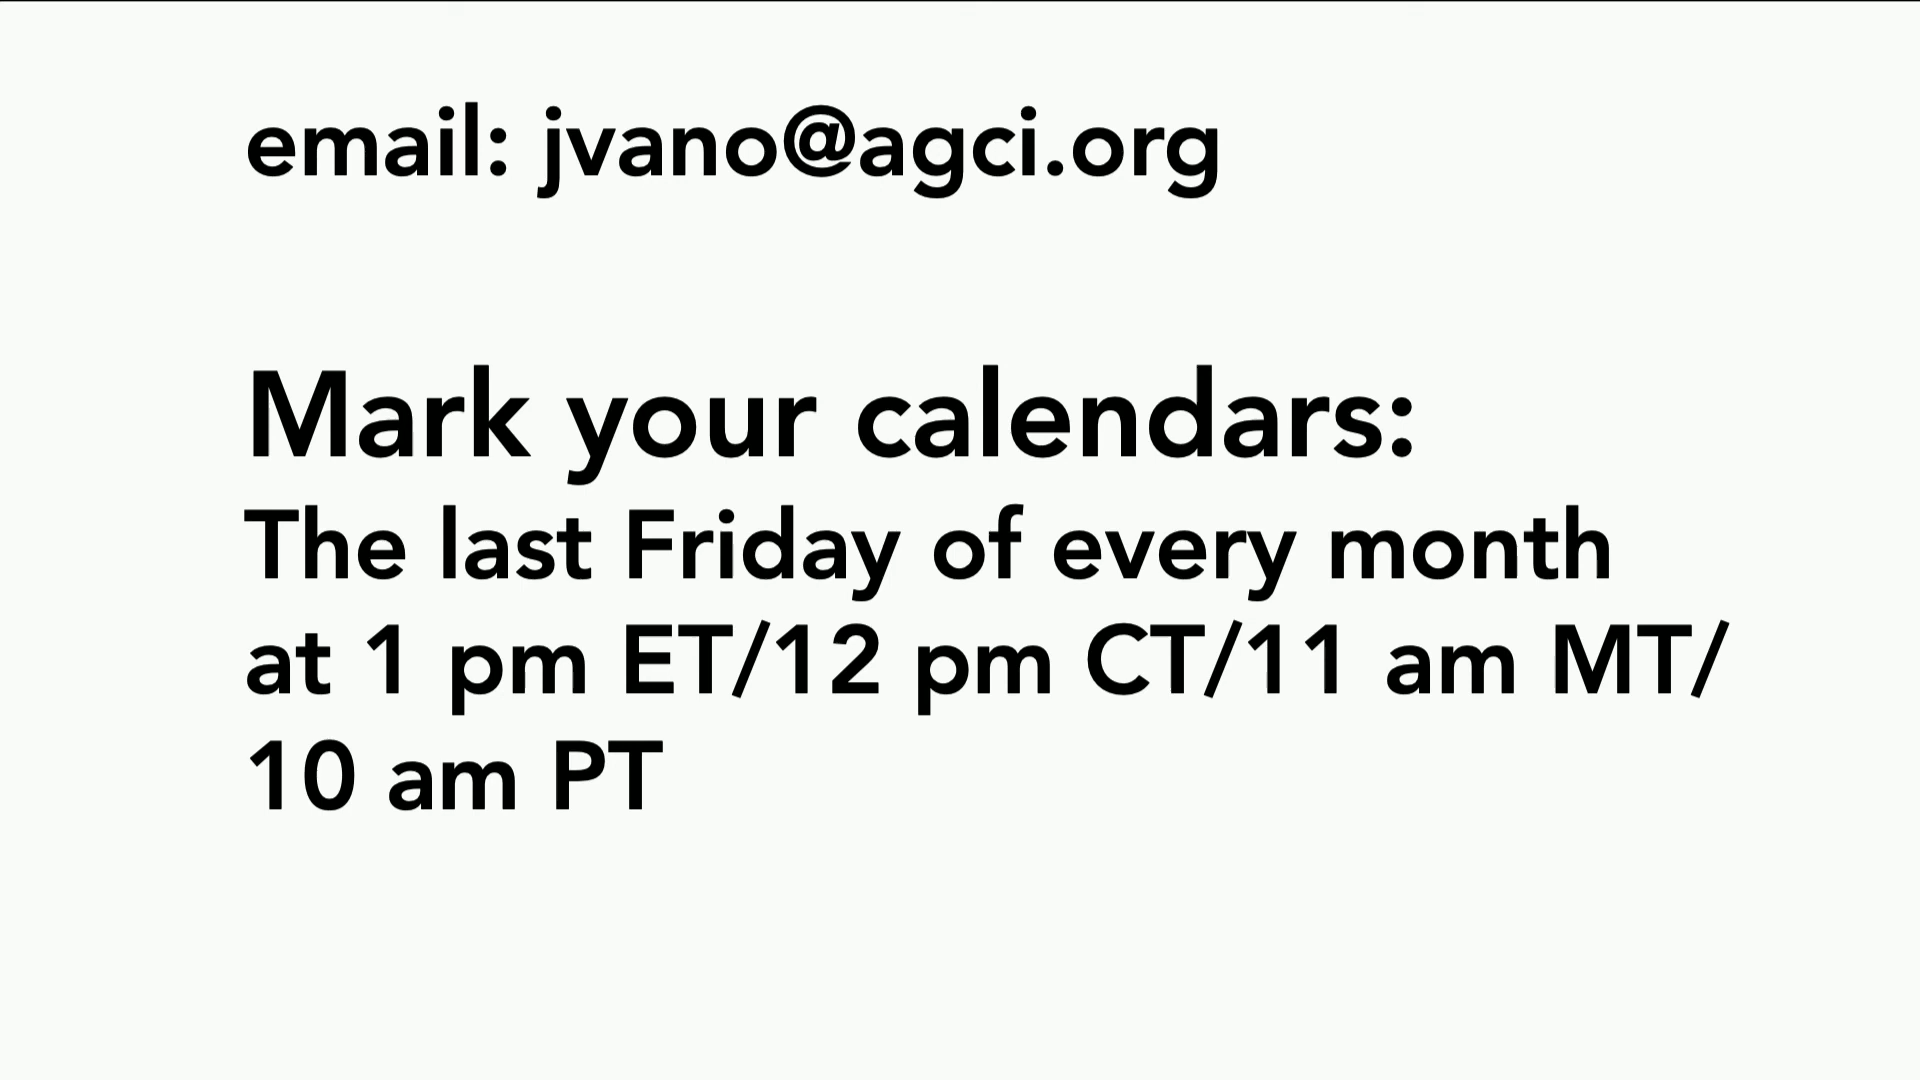 email: jvano@agci.org
Mark your calendars:
The last Friday of every month
at 1 pm ET/12 pm CT/11 am MT/
10 am PT